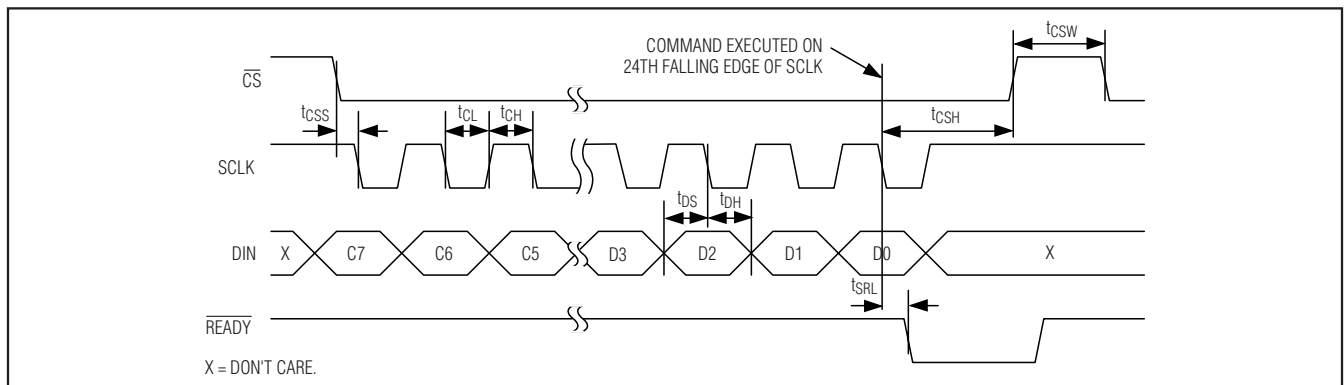 tCSW
COMMAND EXECUTED ON
24TH FALLING EDGE OF SCLK
CS
tCSS
tCL
tCH
tCSH
SCLK
tDS
tDH
DIN
X
C7
C6
C5
D3
D2
D1
D0
X
tSRL
READY
X = DON'T CARE.